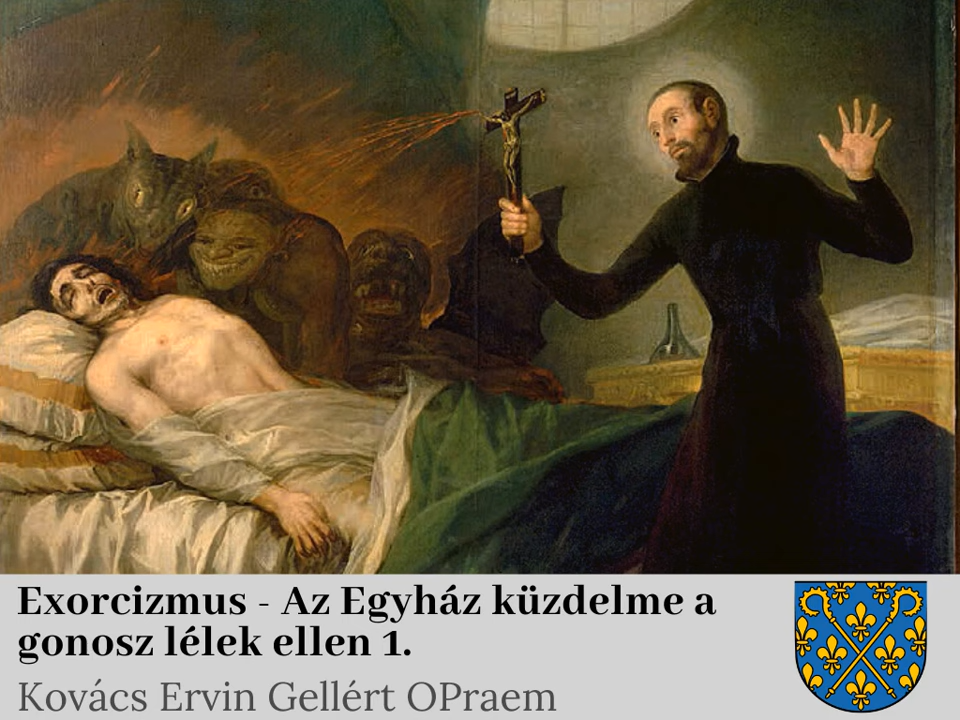 Exorcizmus - Az Egyház küzdelme a
gonosz lélek ellen 1.
Kovács Ervin Gellért OPraem